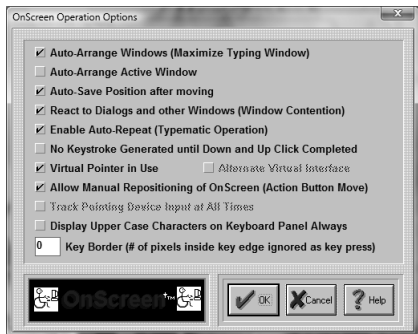 OnScreen Operation Options
Auto-Arrange Windows (Maximize Typing Window)
Auto-Arrange Active Window
Auto-Save Position after moving
React to Dialogs and other Windows (Window Contention)
Enable Auto-Repeat (Typematic Operation)
No Keystroke Generated until Down and Up Click Completed
Virtual Pointer in Use Alternate Virtual Interface
Allow Manual Repositioning of OnScreen (Action Button Move)
Track Pointing Device Input at All Times
Display Upper Case Characters on Keyboard Panel Always
0 Key Border (# of pixels inside key edge ignored as key press)
OnScreen ™ OK Cancel Help